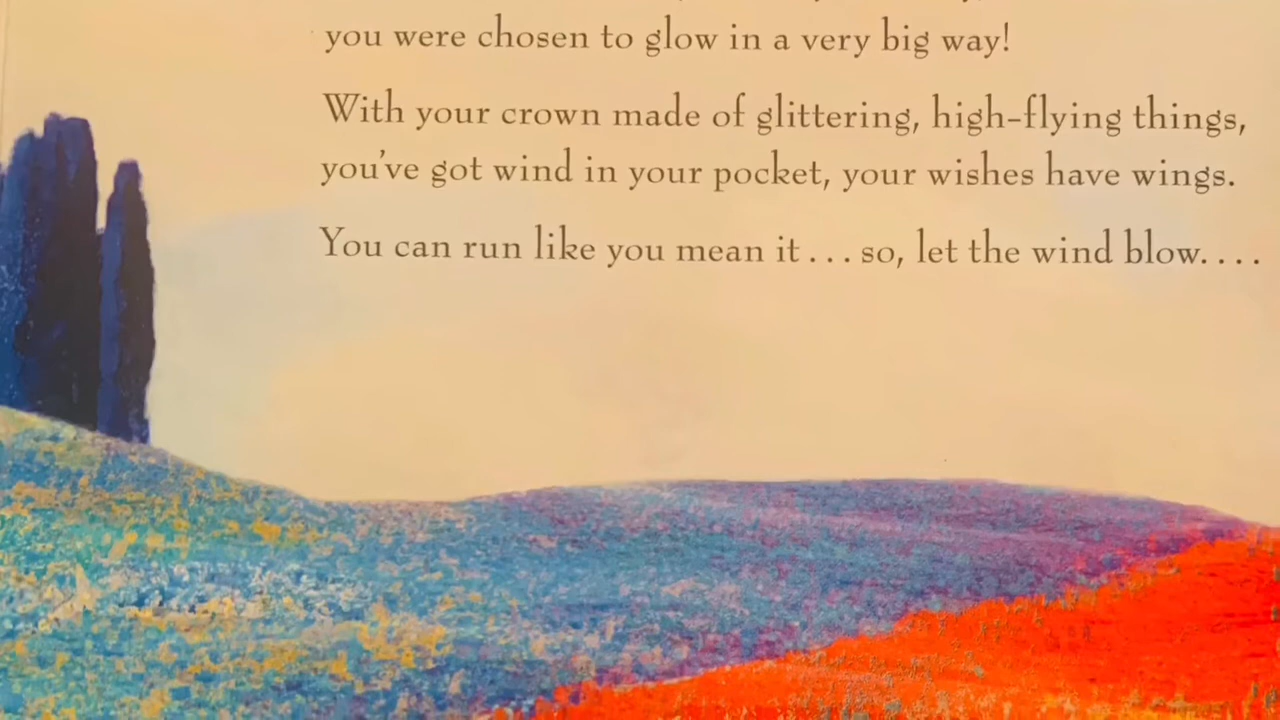 you were chosen to glow in a very big way!
With your crown made of glittering, high-flying things,
you've got wind in your pocket, your wishes have wings.
You can run like you mean it... so, let the wind blow....